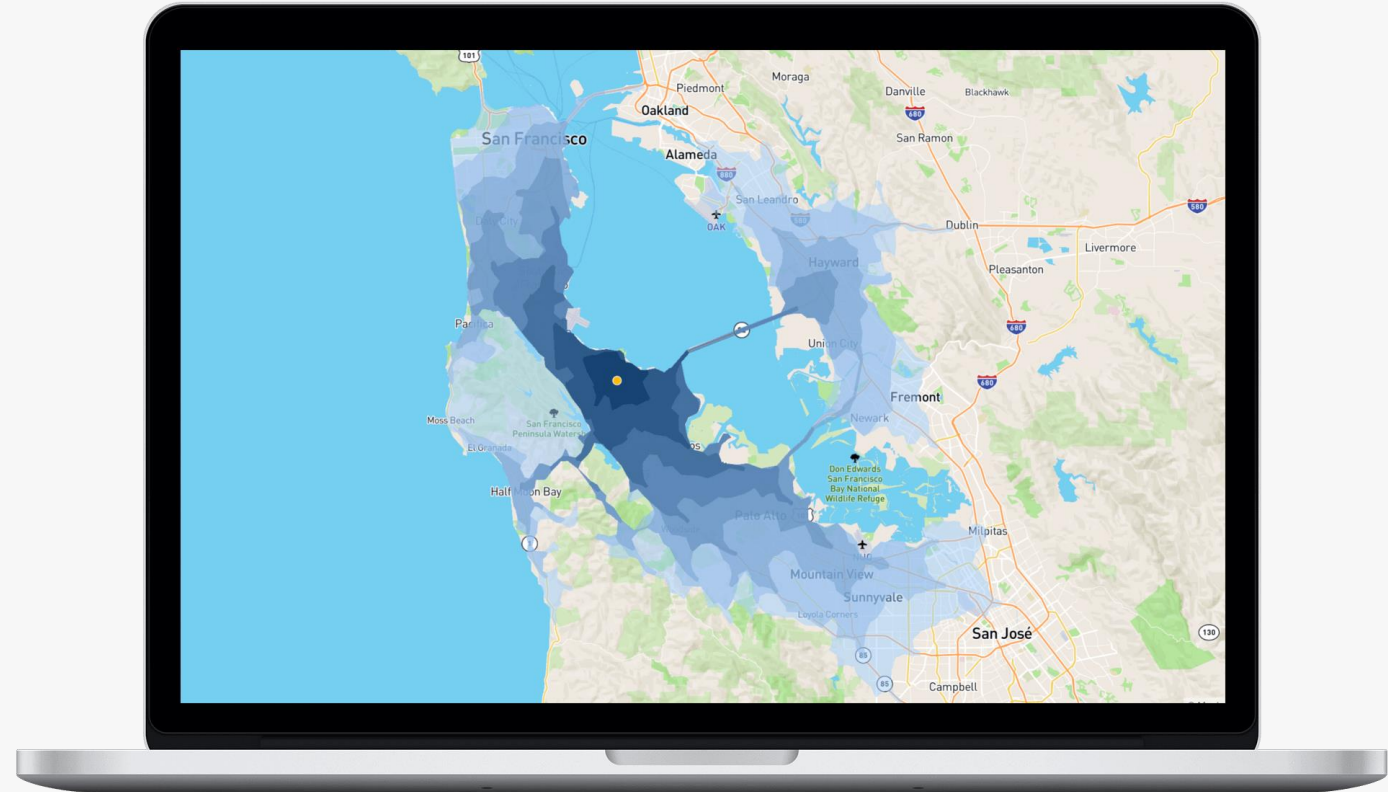 101
Moraga
Piedmont
Danville
Blackhawk
Oakland
680
San Francisco
San Ramon
Alameda
880
San Leandro
580
OAK
Dublin
Livermore
Hayward
Pleasanton
Pacifica
680
Union City
680
Fremont
Moss Beach
San Francisco
Peninsula Watershed
Newark
El Granada
Don Edwards
San Francisco
Bay National
Wildlife Refuge
Half Moon Bay
Palo Alto
Milpitas
Mountain View
Sunnyvale
Loyola Corners
San José
130
85
85
Campbell